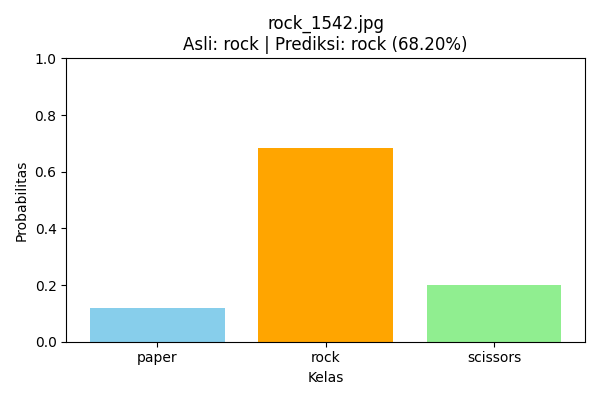 rock_1542.jpg
Asli: rock | Prediksi: rock (68.20%)
1.0
0.8
0.6
0.4
0.2
0.0
Probabilitas
paper
rock
scissors
Kelas